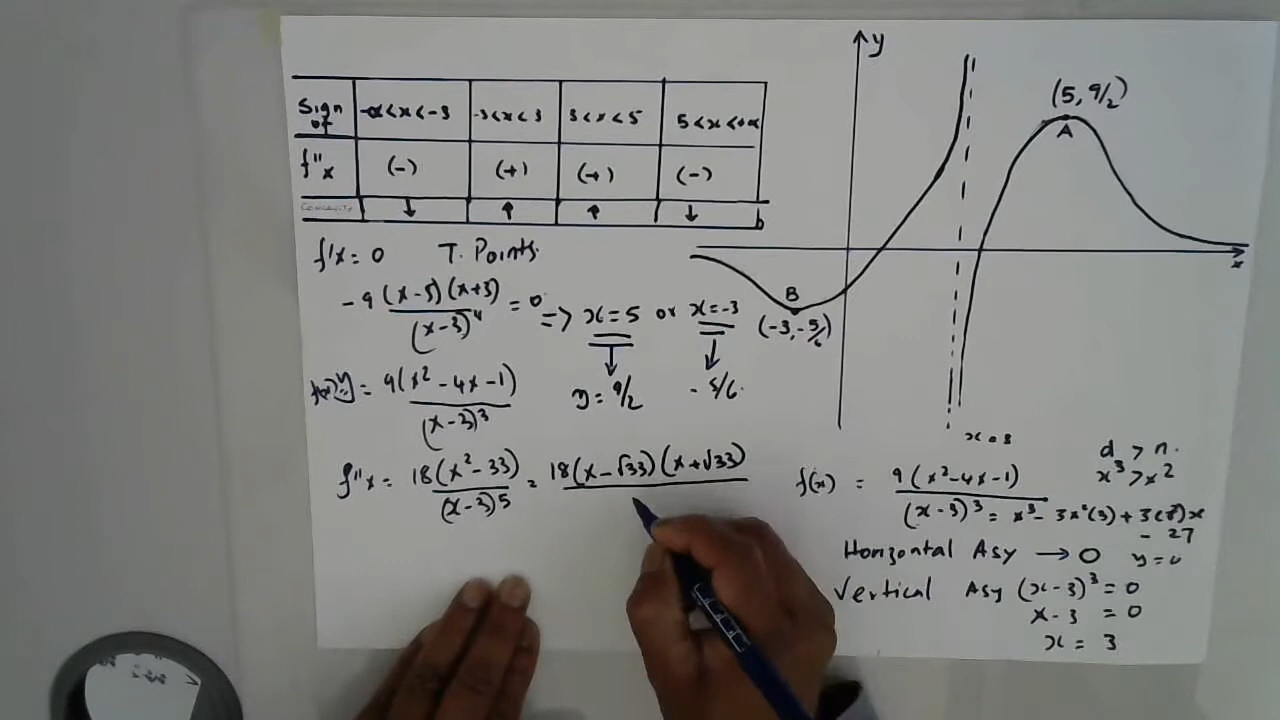 Sign of -∞<x<-3 -3<x<3 3<x<5 5<x<+∞
f''x (-) (+) (+) (-)
Concavity ↓ ↑ ↑ ↓
f'x = 0 T. Points.
-9(x-5)(x+3)/(x-3)^4 = 0 => x = 5 or x = -3
y = 9/2 - 5/6.
y = 9(x² - 4x - 1)/(x-3)³
f''x = 18(x² - 33)/(x-3)^5 = 18(x-√33)(x+√33)
y
(5, 9/2)
A
x
B
(-3, -5/6)
x = 3
d > n.
x³ > x²
f(x) = 9(x² - 4x - 1)/(x-3)³ = x³ - 3x²(3) + 3(9)x
- 27
Horizontal Asy → 0 y = 0
Vertical Asy (x-3)³ = 0
x - 3 = 0
x = 3